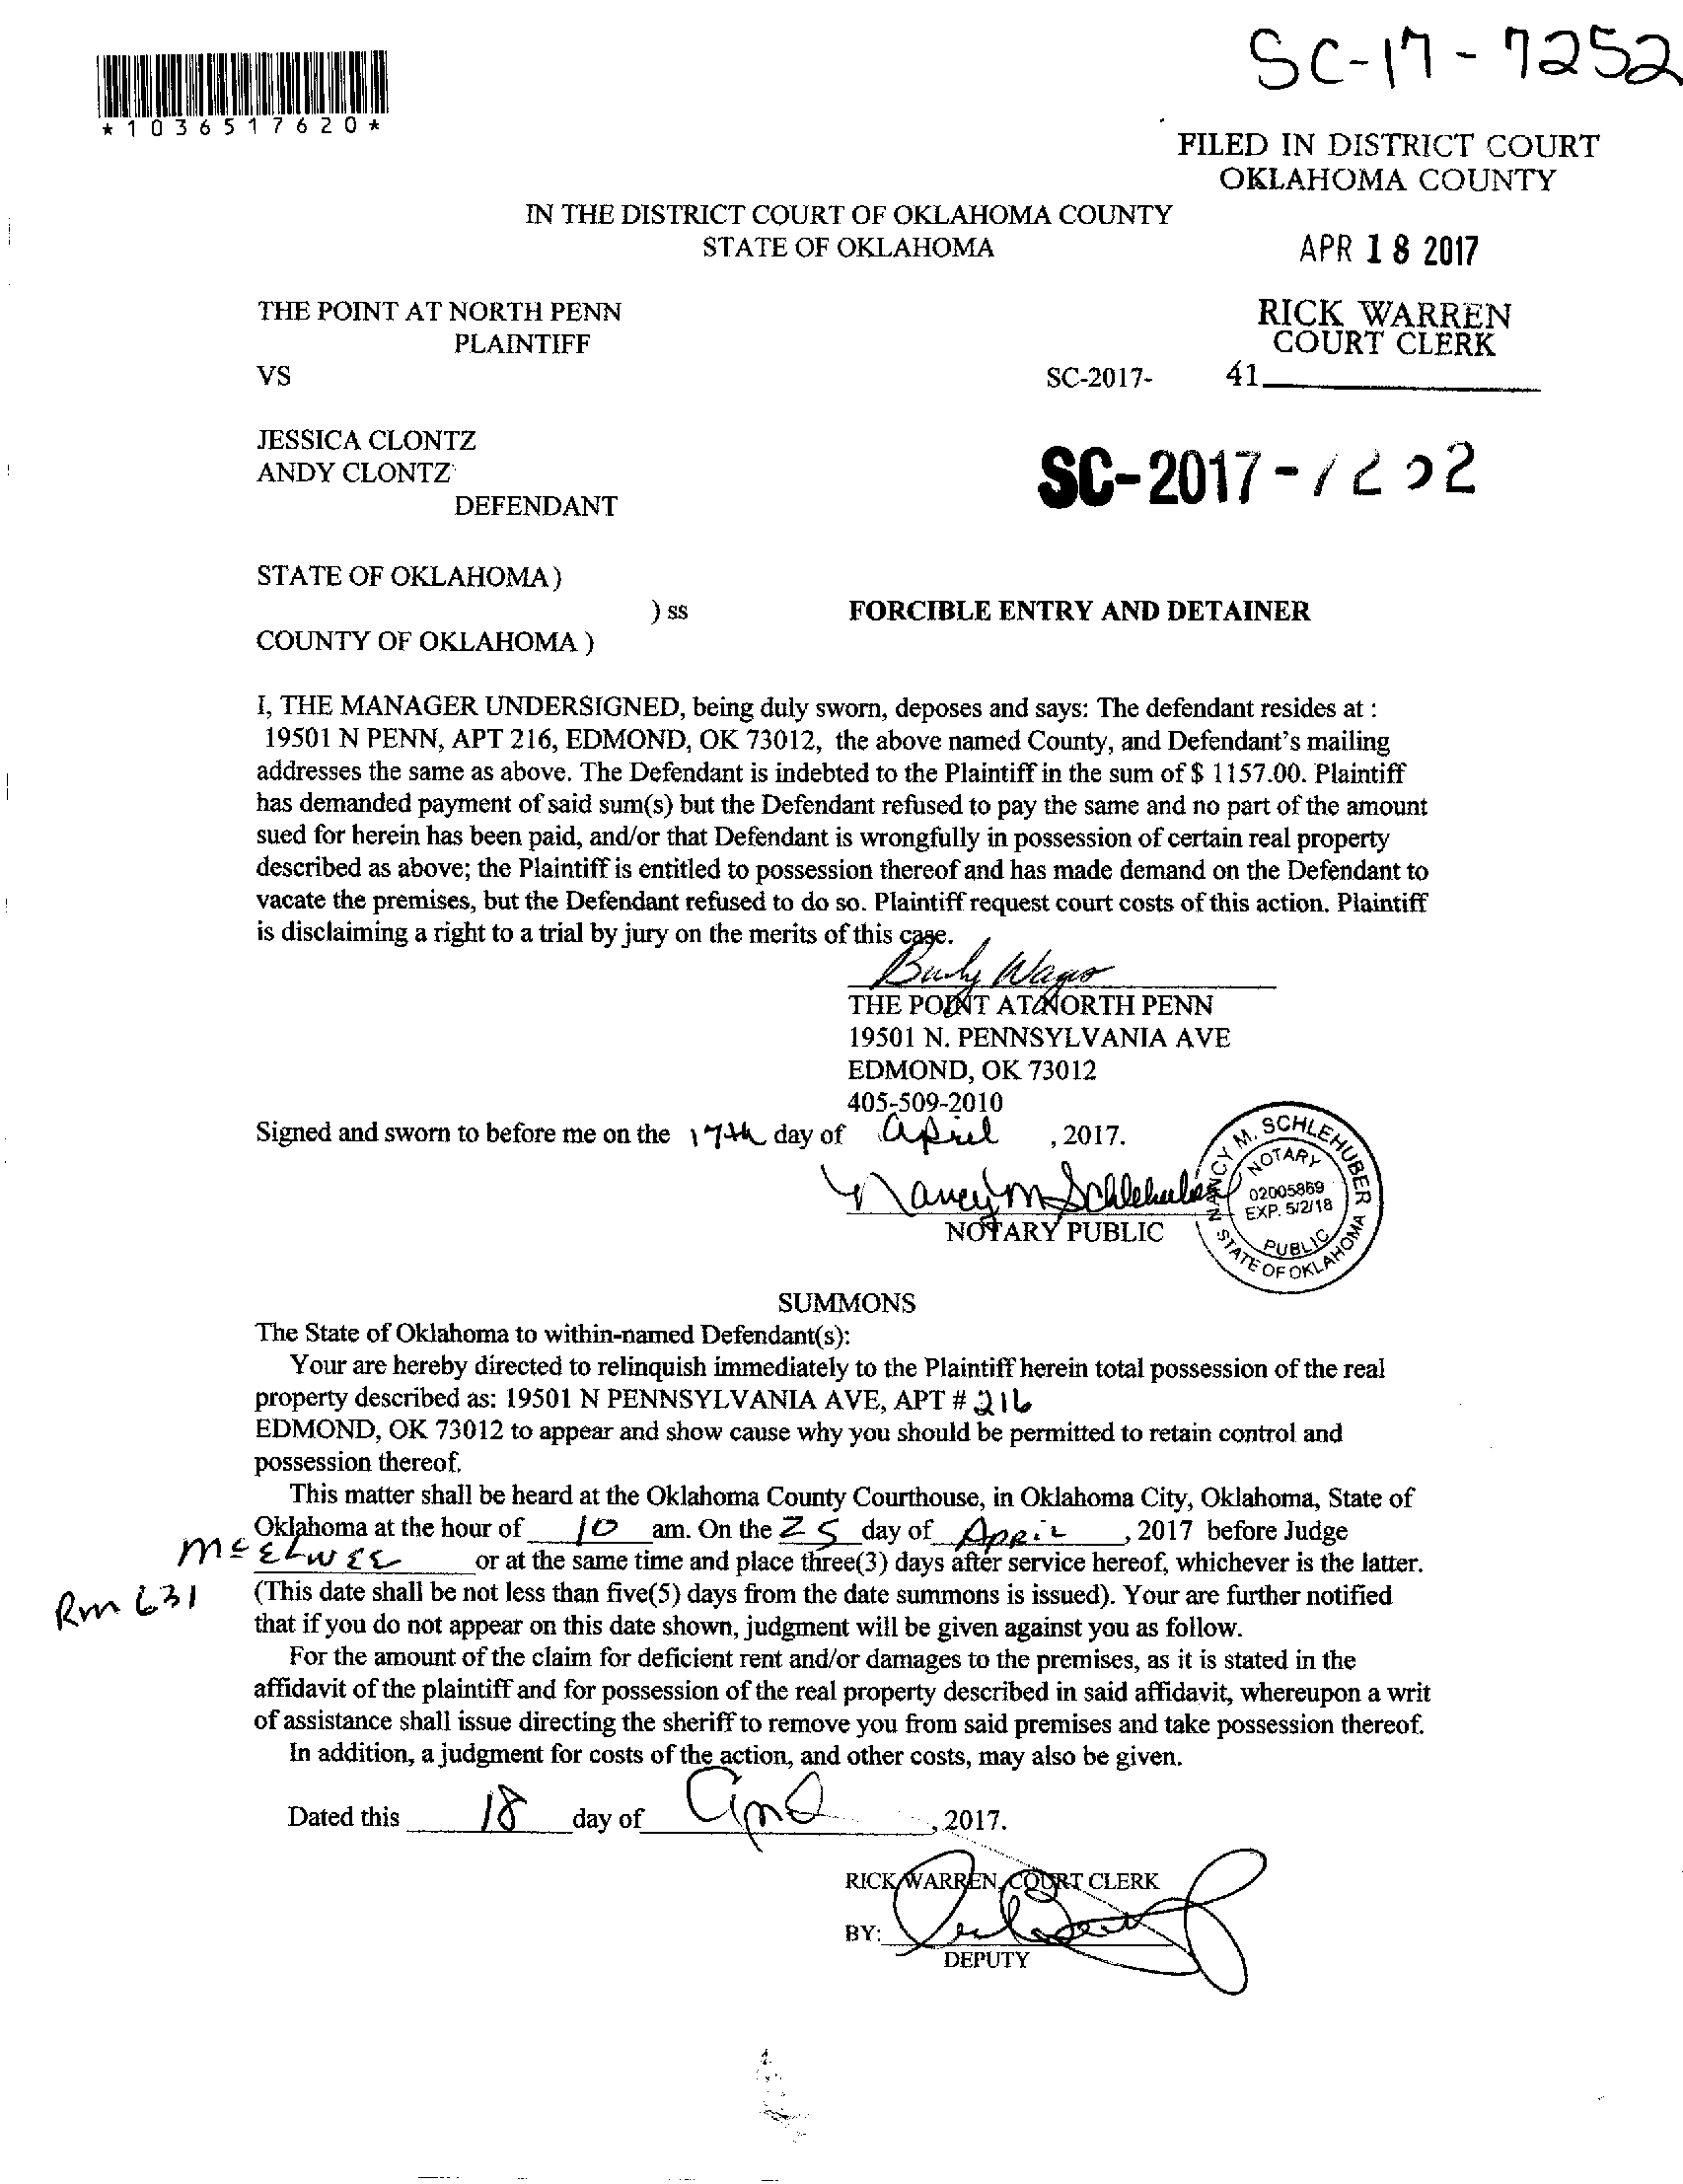 SC-17-7252
*1036517620*
FILED IN DISTRICT COURT
OKLAHOMA COUNTY
IN THE DISTRICT COURT OF OKLAHOMA COUNTY
STATE OF OKLAHOMA
APR 18 2017
THE POINT AT NORTH PENN
PLAINTIFF
RICK WARREN
COURT CLERK
VS
SC-2017- 41
JESSICA CLONTZ
ANDY CLONTZ
DEFENDANT
SC-2017-
STATE OF OKLAHOMA)
) ss FORCIBLE ENTRY AND DETAINER
COUNTY OF OKLAHOMA )
I, THE MANAGER UNDERSIGNED, being duly sworn, deposes and says: The defendant resides at :
19501 N PENN, APT 216, EDMOND, OK 73012, the above named County, and Defendant's mailing
addresses the same as above. The Defendant is indebted to the Plaintiff in the sum of $ 1157.00. Plaintiff
has demanded payment of said sum(s) but the Defendant refused to pay the same and no part of the amount
sued for herein has been paid, and/or that Defendant is wrongfully in possession of certain real property
described as above; the Plaintiff is entitled to possession thereof and has made demand on the Defendant to
vacate the premises, but the Defendant refused to do so. Plaintiff request court costs of this action. Plaintiff
is disclaiming a right to a trial by jury on the merits of this case.
THE POINT AT NORTH PENN
19501 N. PENNSYLVANIA AVE
EDMOND, OK 73012
405-509-2010
Signed and sworn to before me on the 17th day of April , 2017.
Nancy M Schlehuber
NOTARY PUBLIC
NANCY M. SCHLEHUBER
NOTARY
02005869
EXP. 5/2/18
PUBLIC
STATE OF OKLAHOMA
SUMMONS
The State of Oklahoma to within-named Defendant(s):
Your are hereby directed to relinquish immediately to the Plaintiff herein total possession of the real
property described as: 19501 N PENNSYLVANIA AVE, APT # 216
EDMOND, OK 73012 to appear and show cause why you should be permitted to retain control and
possession thereof.
This matter shall be heard at the Oklahoma County Courthouse, in Oklahoma City, Oklahoma, State of
Oklahoma at the hour of 10 am. On the 25 day of April , 2017 before Judge
McElwee or at the same time and place three(3) days after service hereof, whichever is the latter.
Rm 631 (This date shall be not less than five(5) days from the date summons is issued). Your are further notified
that if you do not appear on this date shown, judgment will be given against you as follow.
For the amount of the claim for deficient rent and/or damages to the premises, as it is stated in the
affidavit of the plaintiff and for possession of the real property described in said affidavit, whereupon a writ
of assistance shall issue directing the sheriff to remove you from said premises and take possession thereof.
In addition, a judgment for costs of the action, and other costs, may also be given.
Dated this 18 day of , 2017.
RICK WARREN, COURT CLERK
BY:
DEPUTY